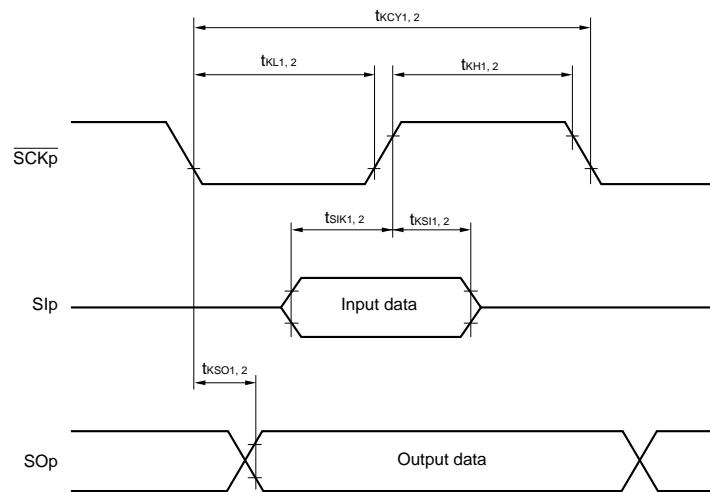 tKCY1, 2
tKL1, 2
tKH1, 2
SCKp
tSIK1, 2
tKSI1, 2
SIp
Input data
tKSO1, 2
SOp
Output data